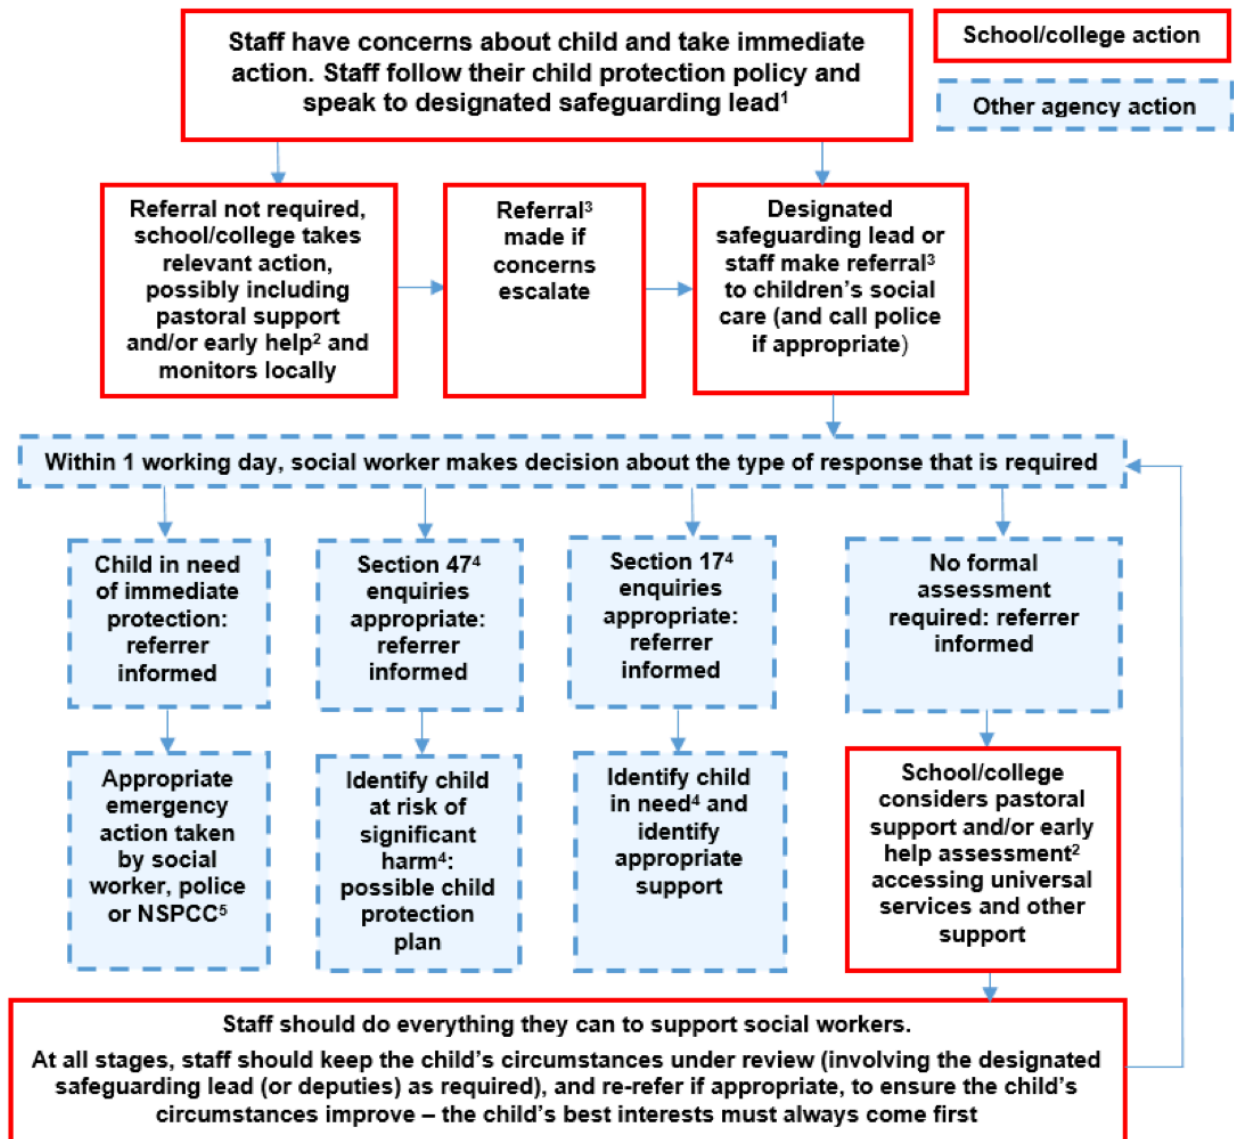 Staff have concerns about child and take immediate
action. Staff follow their child protection policy and
speak to designated safeguarding lead¹
School/college action
Other agency action
Referral not required,
school/college takes
relevant action,
possibly including
pastoral support
and/or early help² and
monitors locally
Referral³
made if
concerns
escalate
Designated
safeguarding lead or
staff make referral³
to children’s social
care (and call police
if appropriate)
Within 1 working day, social worker makes decision about the type of response that is required
Child in need
of immediate
protection:
referrer
informed
Section 47⁴
enquiries
appropriate:
referrer
informed
Section 17⁴
enquiries
appropriate:
referrer
informed
No formal
assessment
required: referrer
informed
Appropriate
emergency
action taken
by social
worker, police
or NSPCC⁵
Identify child
at risk of
significant
harm⁴:
possible child
protection
plan
Identify child
in need⁴ and
identify
appropriate
support
School/college
considers pastoral
support and/or early
help assessment²
accessing universal
services and other
support
Staff should do everything they can to support social workers.
At all stages, staff should keep the child’s circumstances under review (involving the designated
safeguarding lead (or deputies) as required), and re-refer if appropriate, to ensure the child’s
circumstances improve – the child’s best interests must always come first